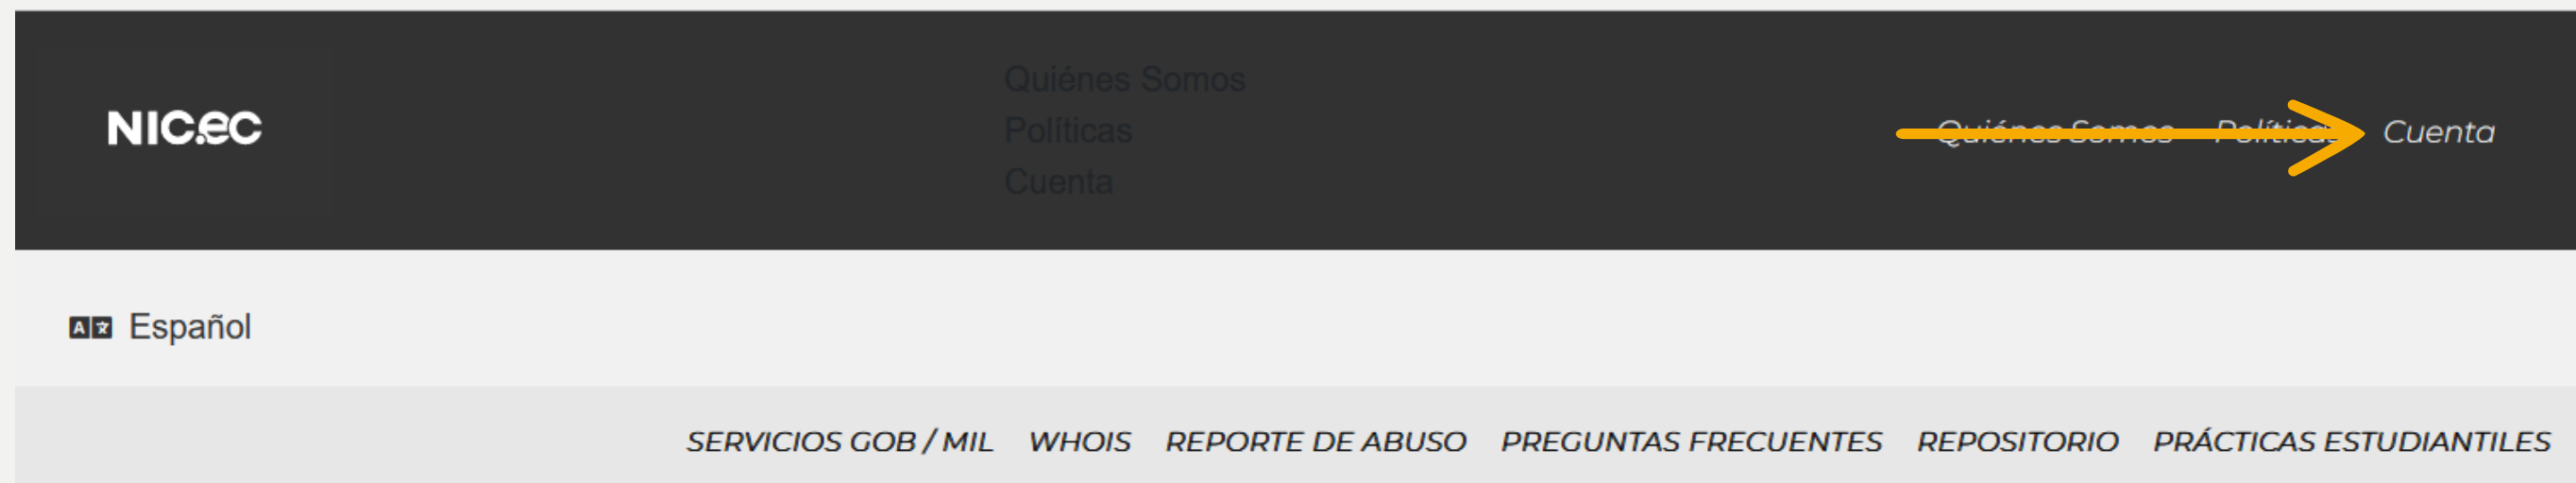 NIC.ec
Quiénes Somos
Políticas
Cuenta
Quiénes Somos Políticas Cuenta
Español
SERVICIOS GOB / MIL WHOIS REPORTE DE ABUSO PREGUNTAS FRECUENTES REPOSITORIO PRÁCTICAS ESTUDIANTILES